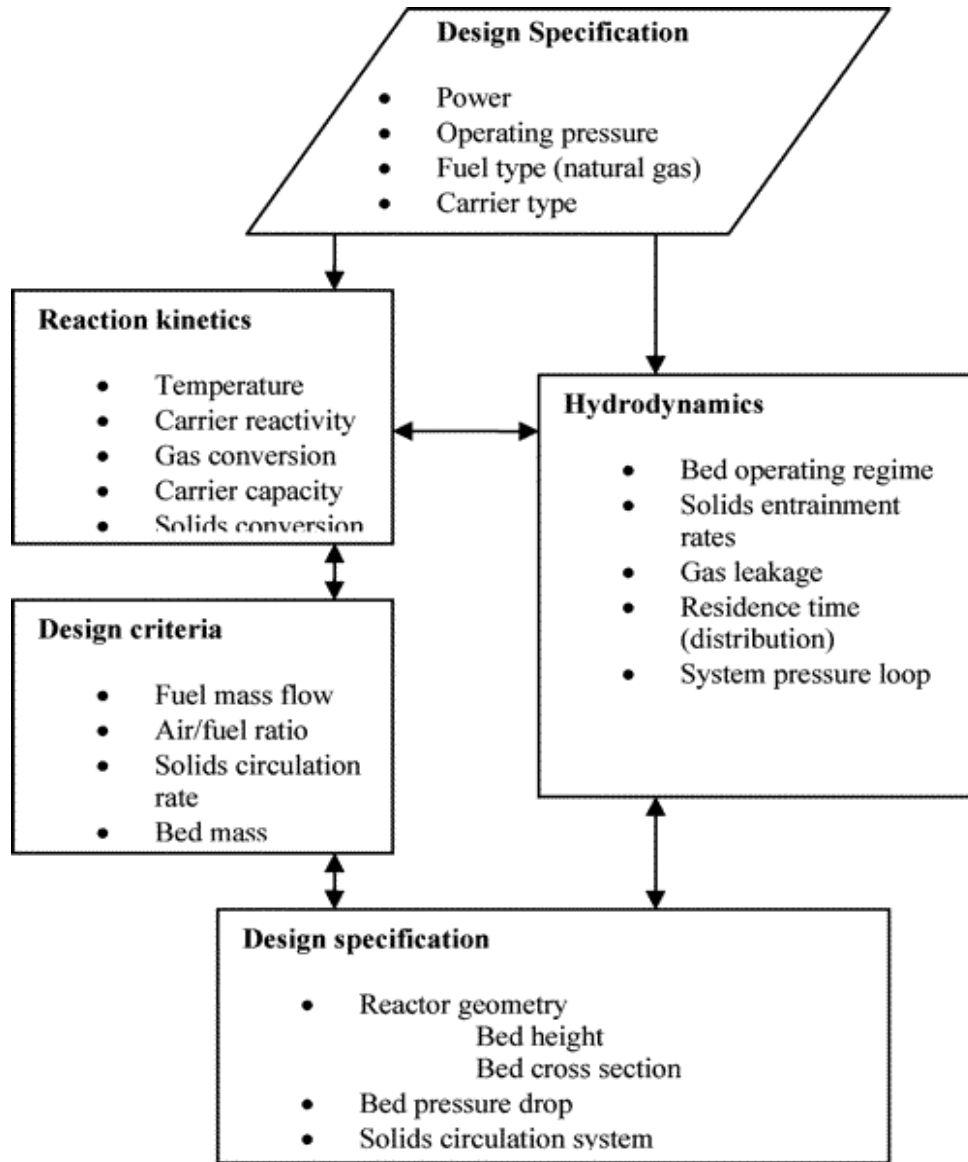 Design Specification
• Power
• Operating pressure
• Fuel type (natural gas)
• Carrier type
Reaction kinetics
• Temperature
• Carrier reactivity
• Gas conversion
• Carrier capacity
• Solids conversion
Hydrodynamics
• Bed operating regime
• Solids entrainment
rates
• Gas leakage
• Residence time
(distribution)
• System pressure loop
Design criteria
• Fuel mass flow
• Air/fuel ratio
• Solids circulation
rate
• Bed mass
Design specification
• Reactor geometry
Bed height
Bed cross section
• Bed pressure drop
• Solids circulation system